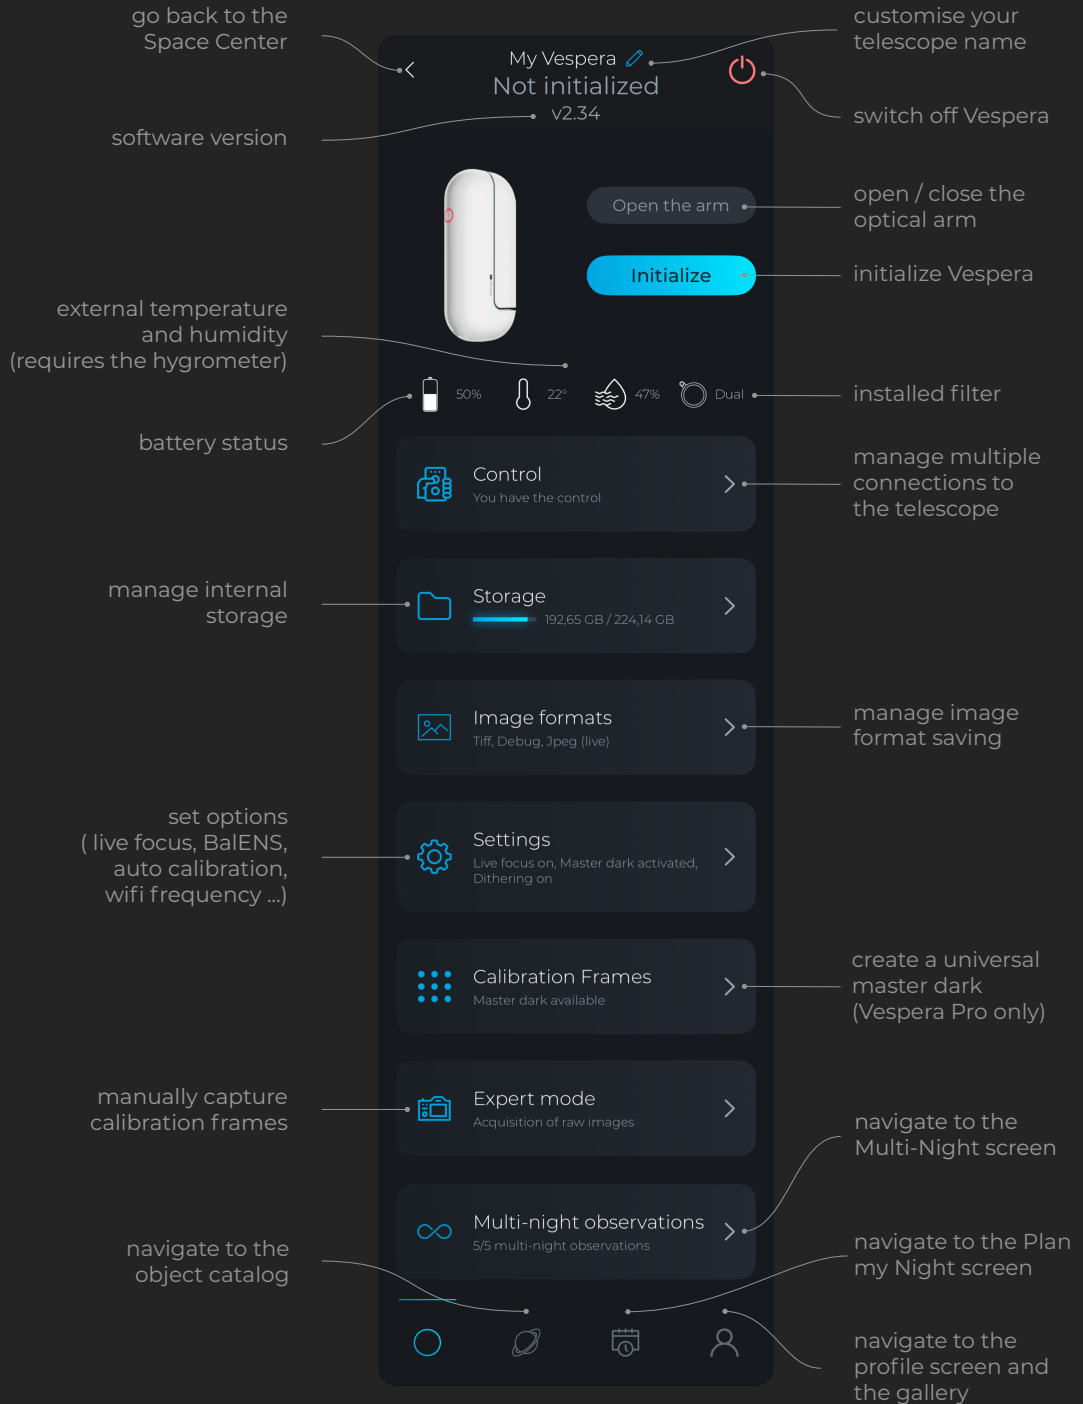 go back to the
Space Center
customise your
telescope name
My Vespera
Not initialized
v2.34
switch off Vespera
software version
Open the arm
open / close the
optical arm
Initialize
initialize Vespera
external temperature
and humidity
(requires the hygrometer)
50%
22°
47%
Dual
installed filter
battery status
Control
You have the control
manage multiple
connections to
the telescope
manage internal
storage
Storage
192,65 GB / 224,14 GB
Image formats
Tiff, Debug, Jpeg (live)
manage image
format saving
set options
( live focus, BalENS,
auto calibration,
wifi frequency ...)
Settings
Live focus on, Master dark activated,
Dithering on
Calibration Frames
Master dark available
create a universal
master dark
(Vespera Pro only)
manually capture
calibration frames
Expert mode
Acquisition of raw images
navigate to the
Multi-Night screen
Multi-night observations
5/5 multi-night observations
navigate to the
object catalog
navigate to the Plan
my Night screen
navigate to the
profile screen and
the gallery